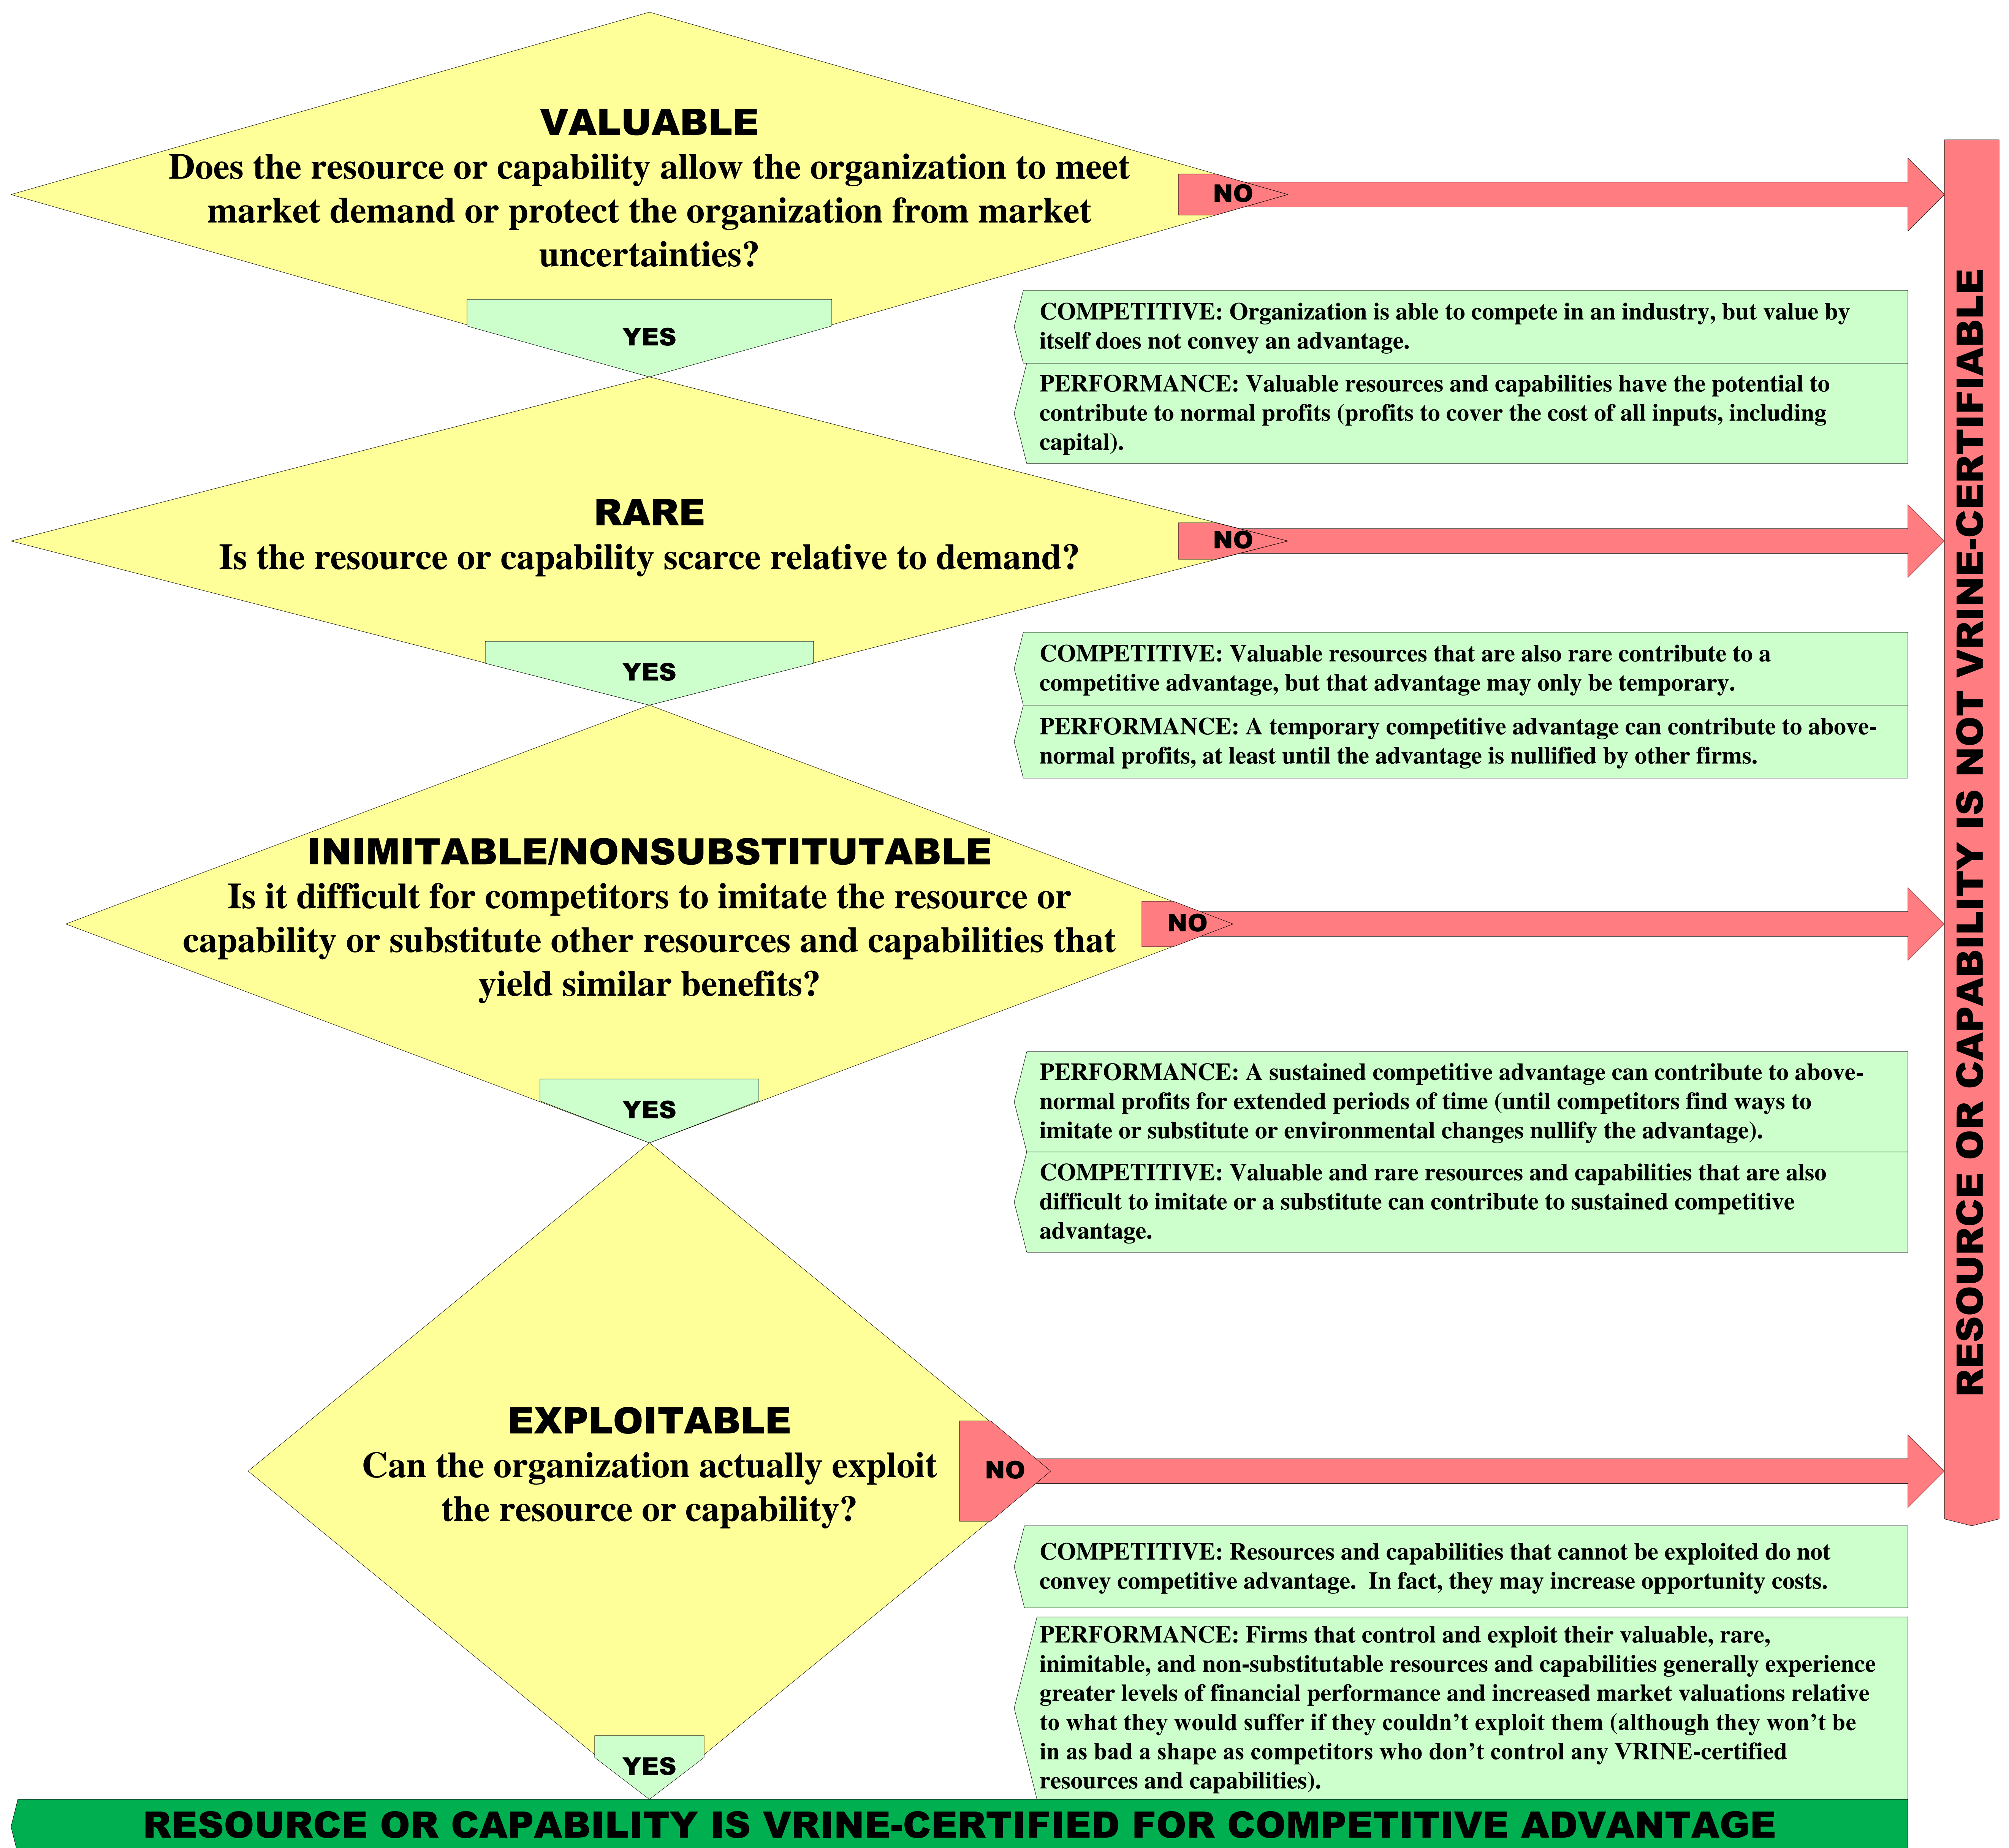 VALUABLE
Does the resource or capability allow the organization to meet
market demand or protect the organization from market
uncertainties?
NO
YES
COMPETITIVE: Organization is able to compete in an industry, but value by
itself does not convey an advantage.
PERFORMANCE: Valuable resources and capabilities have the potential to
contribute to normal profits (profits to cover the cost of all inputs, including
capital).
RARE
Is the resource or capability scarce relative to demand?
NO
YES
COMPETITIVE: Valuable resources that are also rare contribute to a
competitive advantage, but that advantage may only be temporary.
PERFORMANCE: A temporary competitive advantage can contribute to above-
normal profits, at least until the advantage is nullified by other firms.
INIMITABLE/NONSUBSTITUTABLE
Is it difficult for competitors to imitate the resource or
capability or substitute other resources and capabilities that
yield similar benefits?
NO
YES
PERFORMANCE: A sustained competitive advantage can contribute to above-
normal profits for extended periods of time (until competitors find ways to
imitate or substitute or environmental changes nullify the advantage).
COMPETITIVE: Valuable and rare resources and capabilities that are also
difficult to imitate or a substitute can contribute to sustained competitive
advantage.
EXPLOITABLE
Can the organization actually exploit
the resource or capability?
NO
YES
COMPETITIVE: Resources and capabilities that cannot be exploited do not
convey competitive advantage.  In fact, they may increase opportunity costs.
PERFORMANCE: Firms that control and exploit their valuable, rare,
inimitable, and non-substitutable resources and capabilities generally experience
greater levels of financial performance and increased market valuations relative
to what they would suffer if they couldn’t exploit them (although they won’t be
in as bad a shape as competitors who don’t control any VRINE-certified
resources and capabilities).
RESOURCE OR CAPABILITY IS NOT VRINE-CERTIFIABLE
RESOURCE OR CAPABILITY IS VRINE-CERTIFIED FOR COMPETITIVE ADVANTAGE